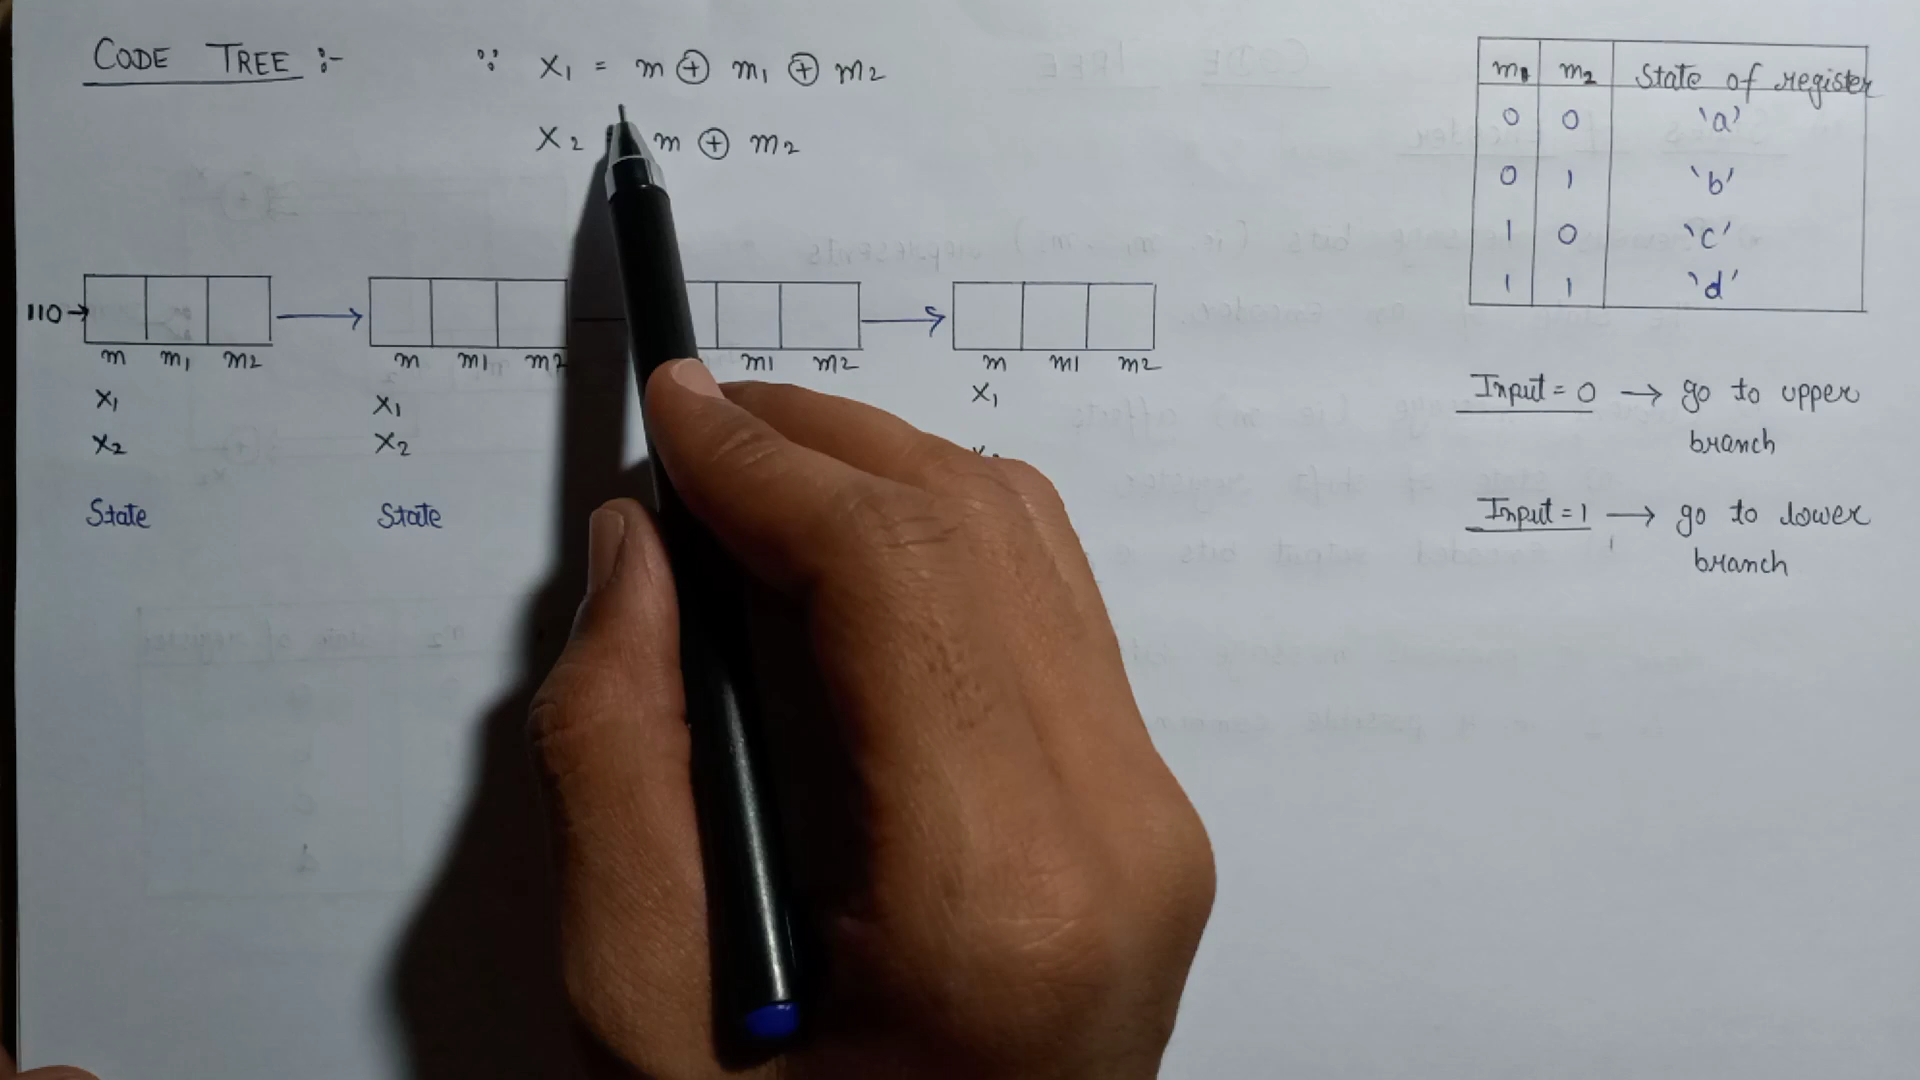 CODE TREE :-
∵ X1 = m ⊕ m1 ⊕ m2
X2 = m ⊕ m2
110 →
m m1 m2
X1
X2
State
m m1 m2
X1
X2
State
m1 m2
m m1 m2
X1
m1 m2 State of register
0 0 'a'
0 1 'b'
1 0 'c'
1 1 'd'
Input = 0 → go to upper
branch
Input = 1 → go to lower
branch